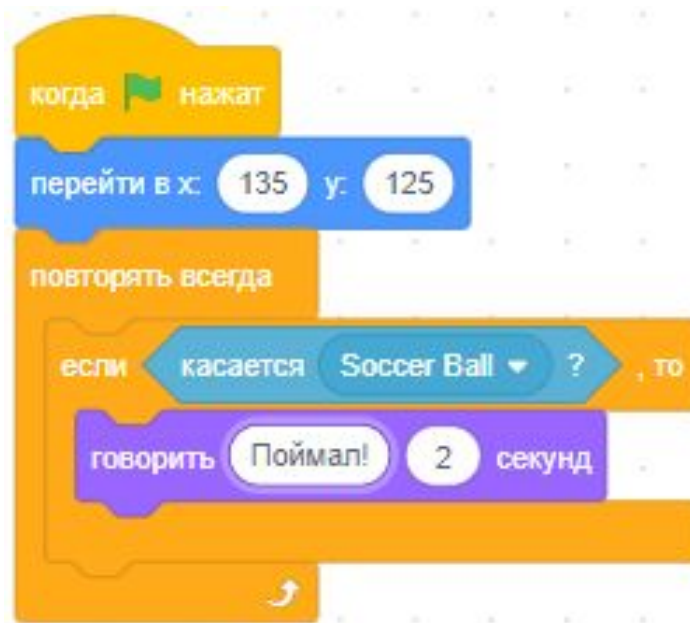 когда нажат
перейти в x: 135 y: 125
повторять всегда
если касается Soccer Ball ? , то
говорить Поймал! 2 секунд